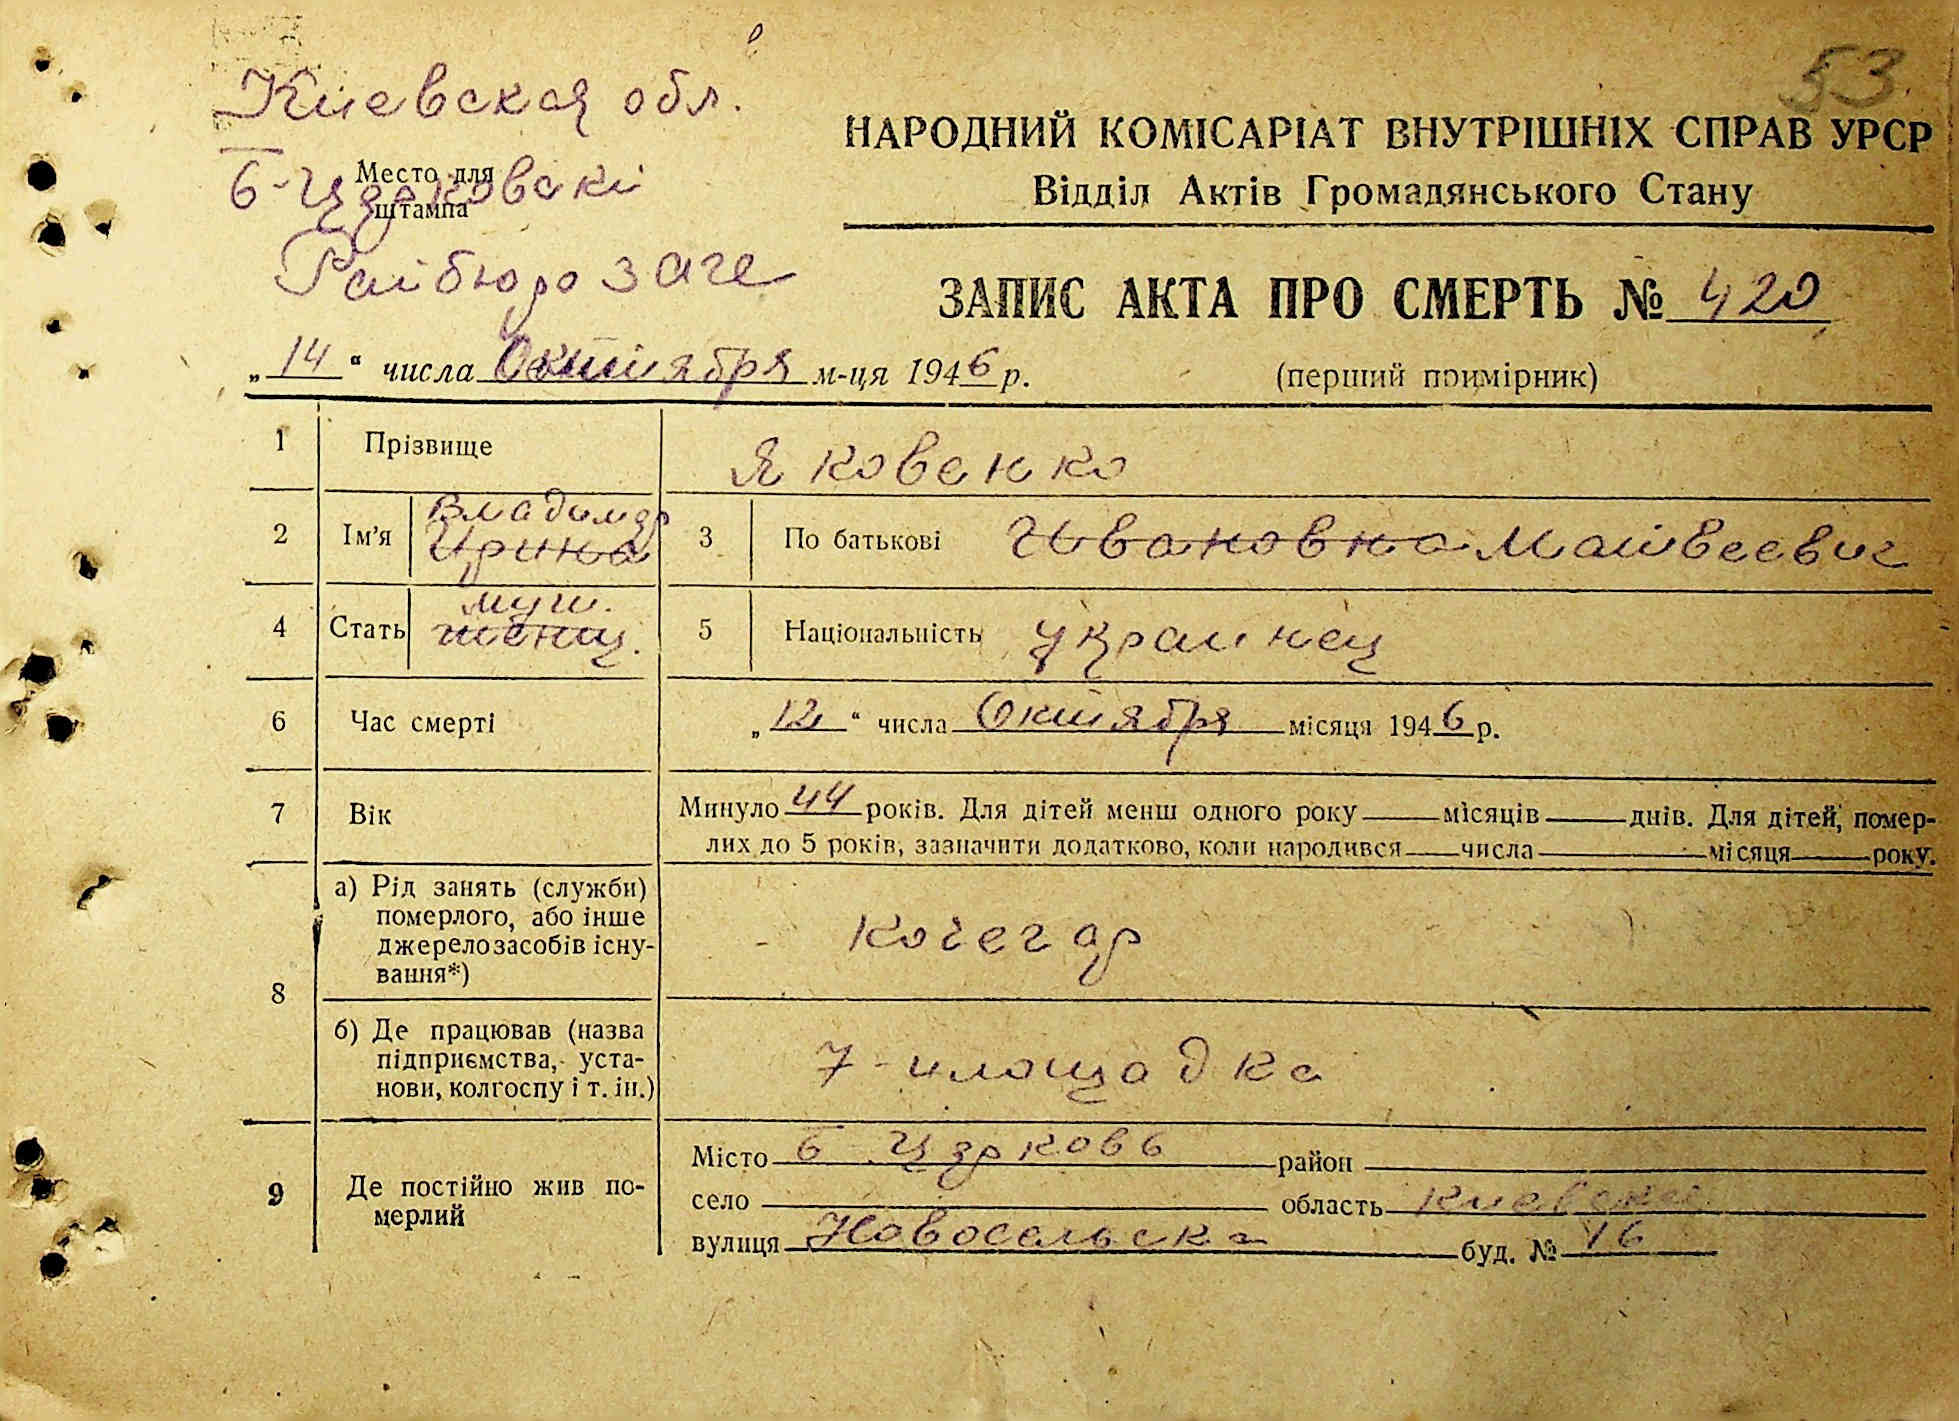 53.
Киевская обл.
Место для
штампа
Б-Цэрковскі
Райбюро загс
НАРОДНИЙ КОМІСАРІАТ ВНУТРІШНІХ СПРАВ УРСР
Відділ Актів Громадянського Стану
ЗАПИС АКТА ПРО СМЕРТЬ № 420
„14“ числа Октября м-ця 1946 р. (перший примірник)
1 Прізвище Яковенко
Владимэр
2 Ім'я Ирина 3 По батькові Ивановна Матвеевич
муш.
4 Стать женщ. 5 Національність украинец
6 Час смерті „12“ числа Октября місяця 1946 р.
7 Вік Минуло 44 років. Для дітей менш одного року місяців днів. Для дітей, помер-
лих до 5 років, зазначити додатково, коли народився числа місяця року.
8 а) Рід занять (служби)
померлого, або інше
джерело засобів існу-
вання*)
- Кочегар
б) Де працював (назва
підприємства, уста-
нови, колгоспу і т. ін.)
7-площадка
9 Де постійно жив по-
мерлий
Місто Б Цэрковь район
село область Киевска
вулиця Новосельска буд. № 16